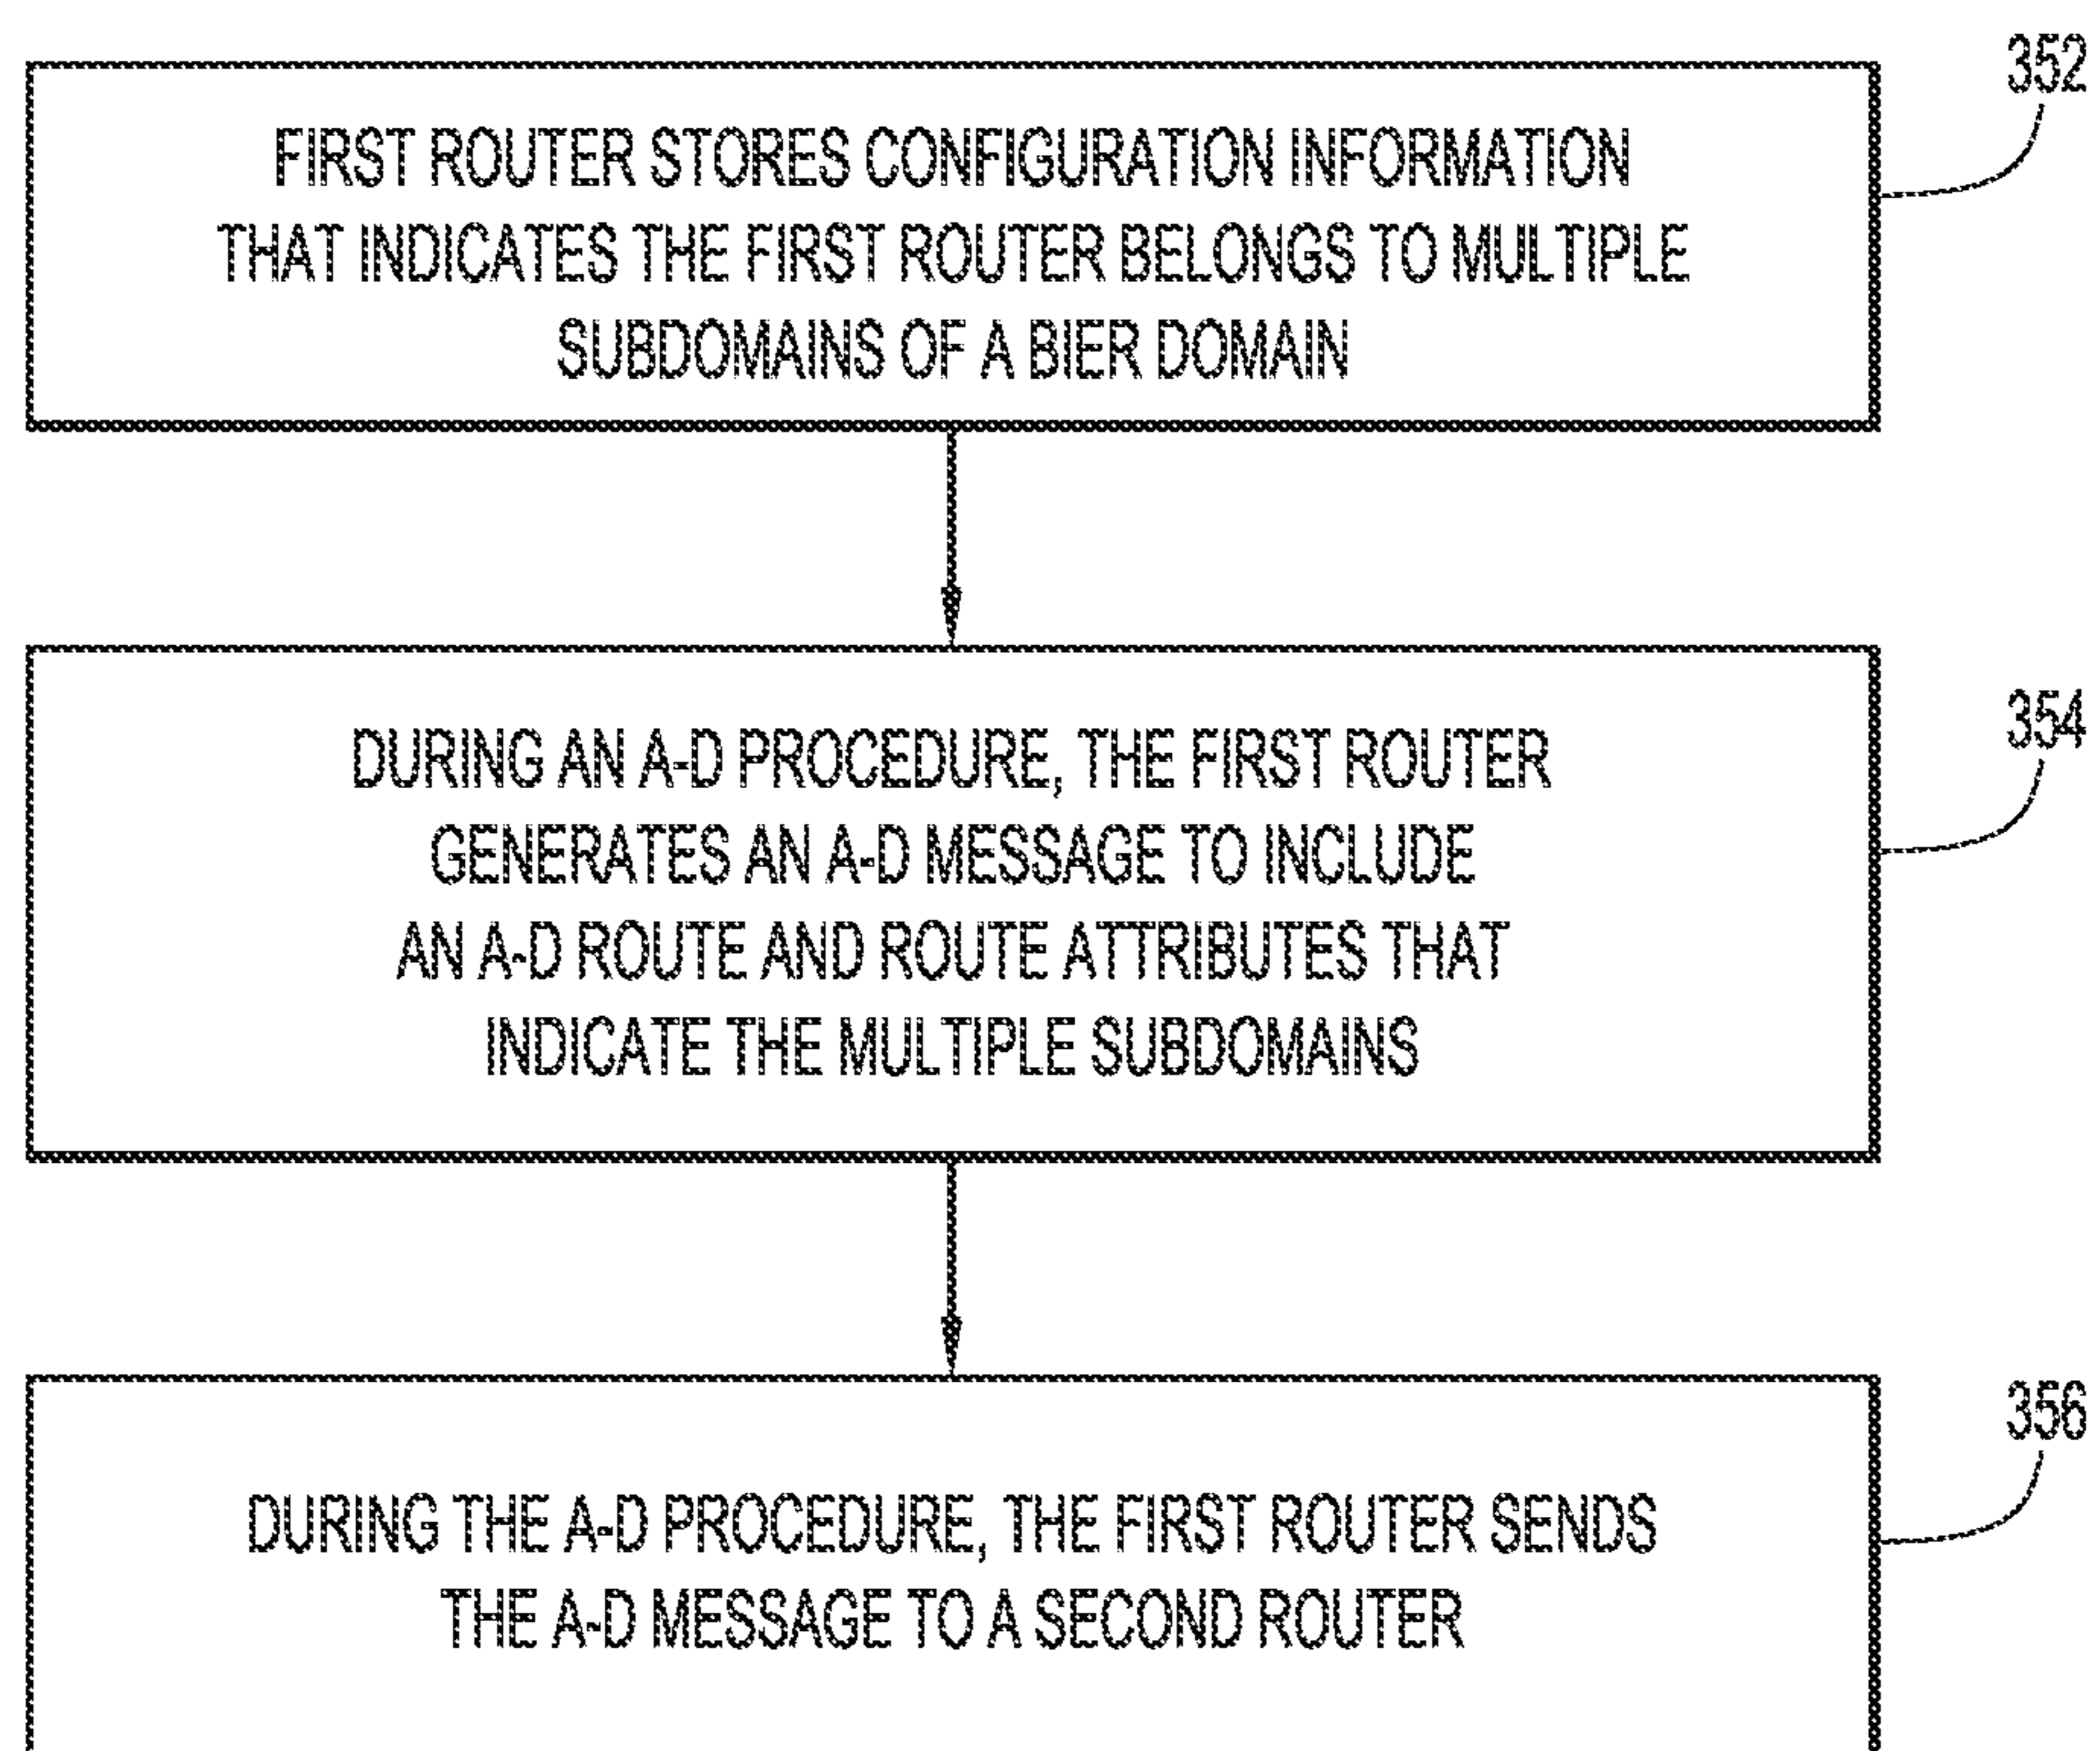 352
FIRST ROUTER STORES CONFIGURATION INFORMATION
THAT INDICATES THE FIRST ROUTER BELONGS TO MULTIPLE
SUBDOMAINS OF A BIER DOMAIN
354
DURING AN A-D PROCEDURE, THE FIRST ROUTER
GENERATES AN A-D MESSAGE TO INCLUDE
AN A-D ROUTE AND ROUTE ATTRIBUTES THAT
INDICATE THE MULTIPLE SUBDOMAINS
356
DURING THE A-D PROCEDURE, THE FIRST ROUTER SENDS
THE A-D MESSAGE TO A SECOND ROUTER